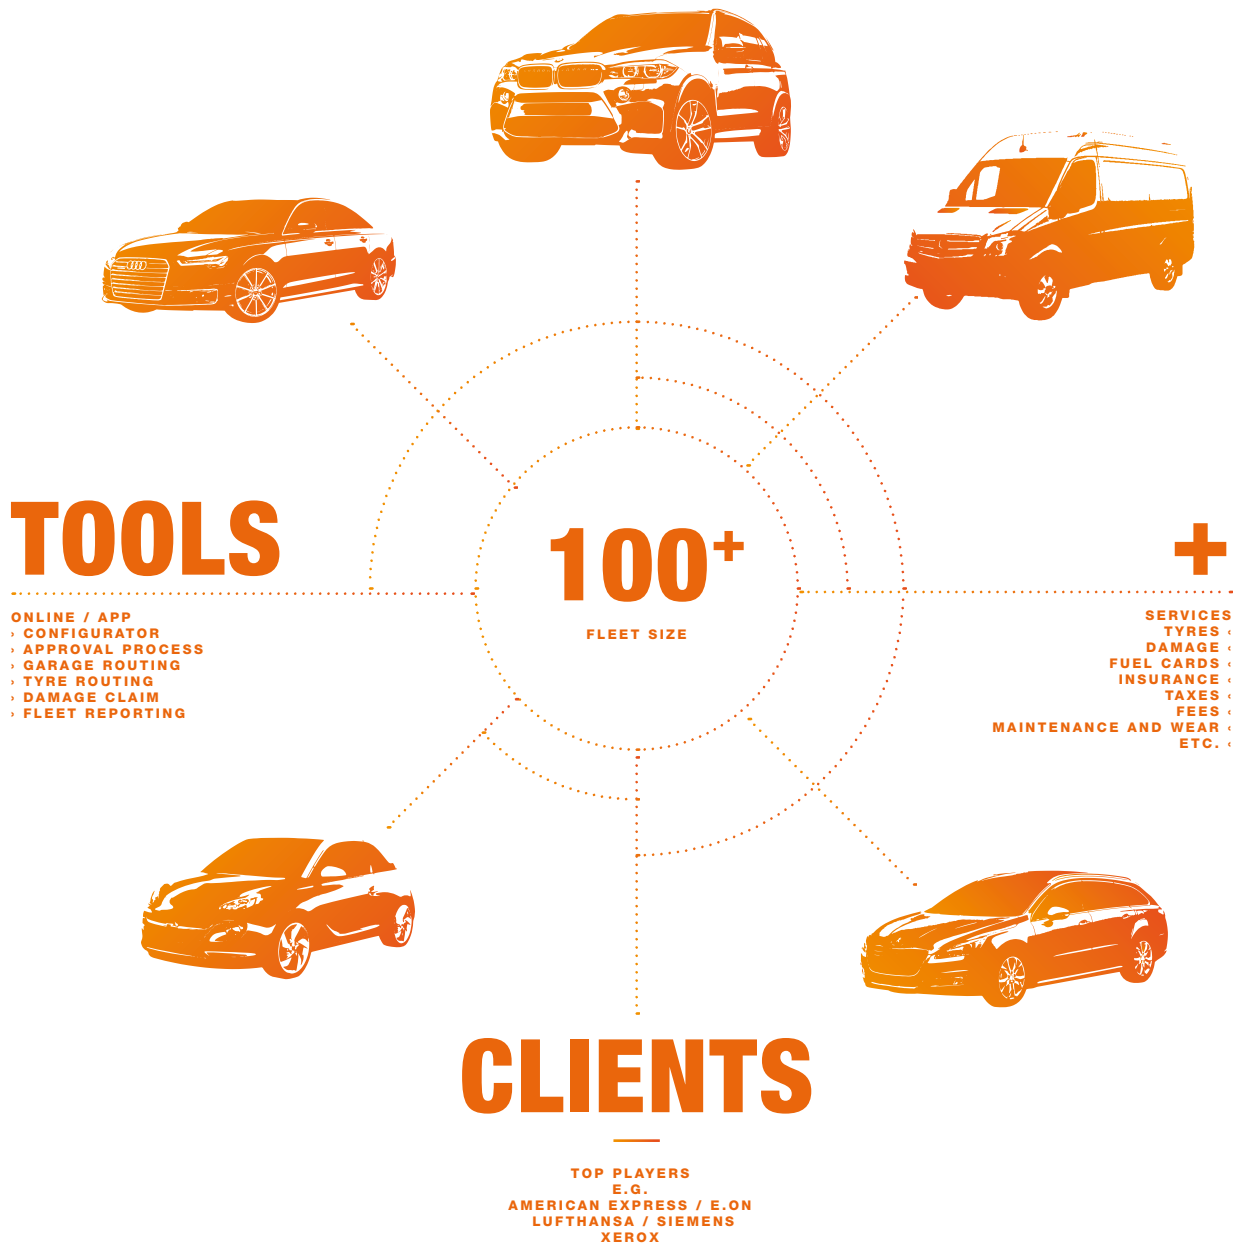 TOOLS
ONLINE / APP
› CONFIGURATOR
› APPROVAL PROCESS
› GARAGE ROUTING
› TYRE ROUTING
› DAMAGE CLAIM
› FLEET REPORTING
100+
FLEET SIZE
+
SERVICES
TYRES ‹
DAMAGE ‹
FUEL CARDS ‹
INSURANCE ‹
TAXES ‹
FEES ‹
MAINTENANCE AND WEAR ‹
ETC. ‹
CLIENTS
TOP PLAYERS
E.G.
AMERICAN EXPRESS / E.ON
LUFTHANSA / SIEMENS
XEROX